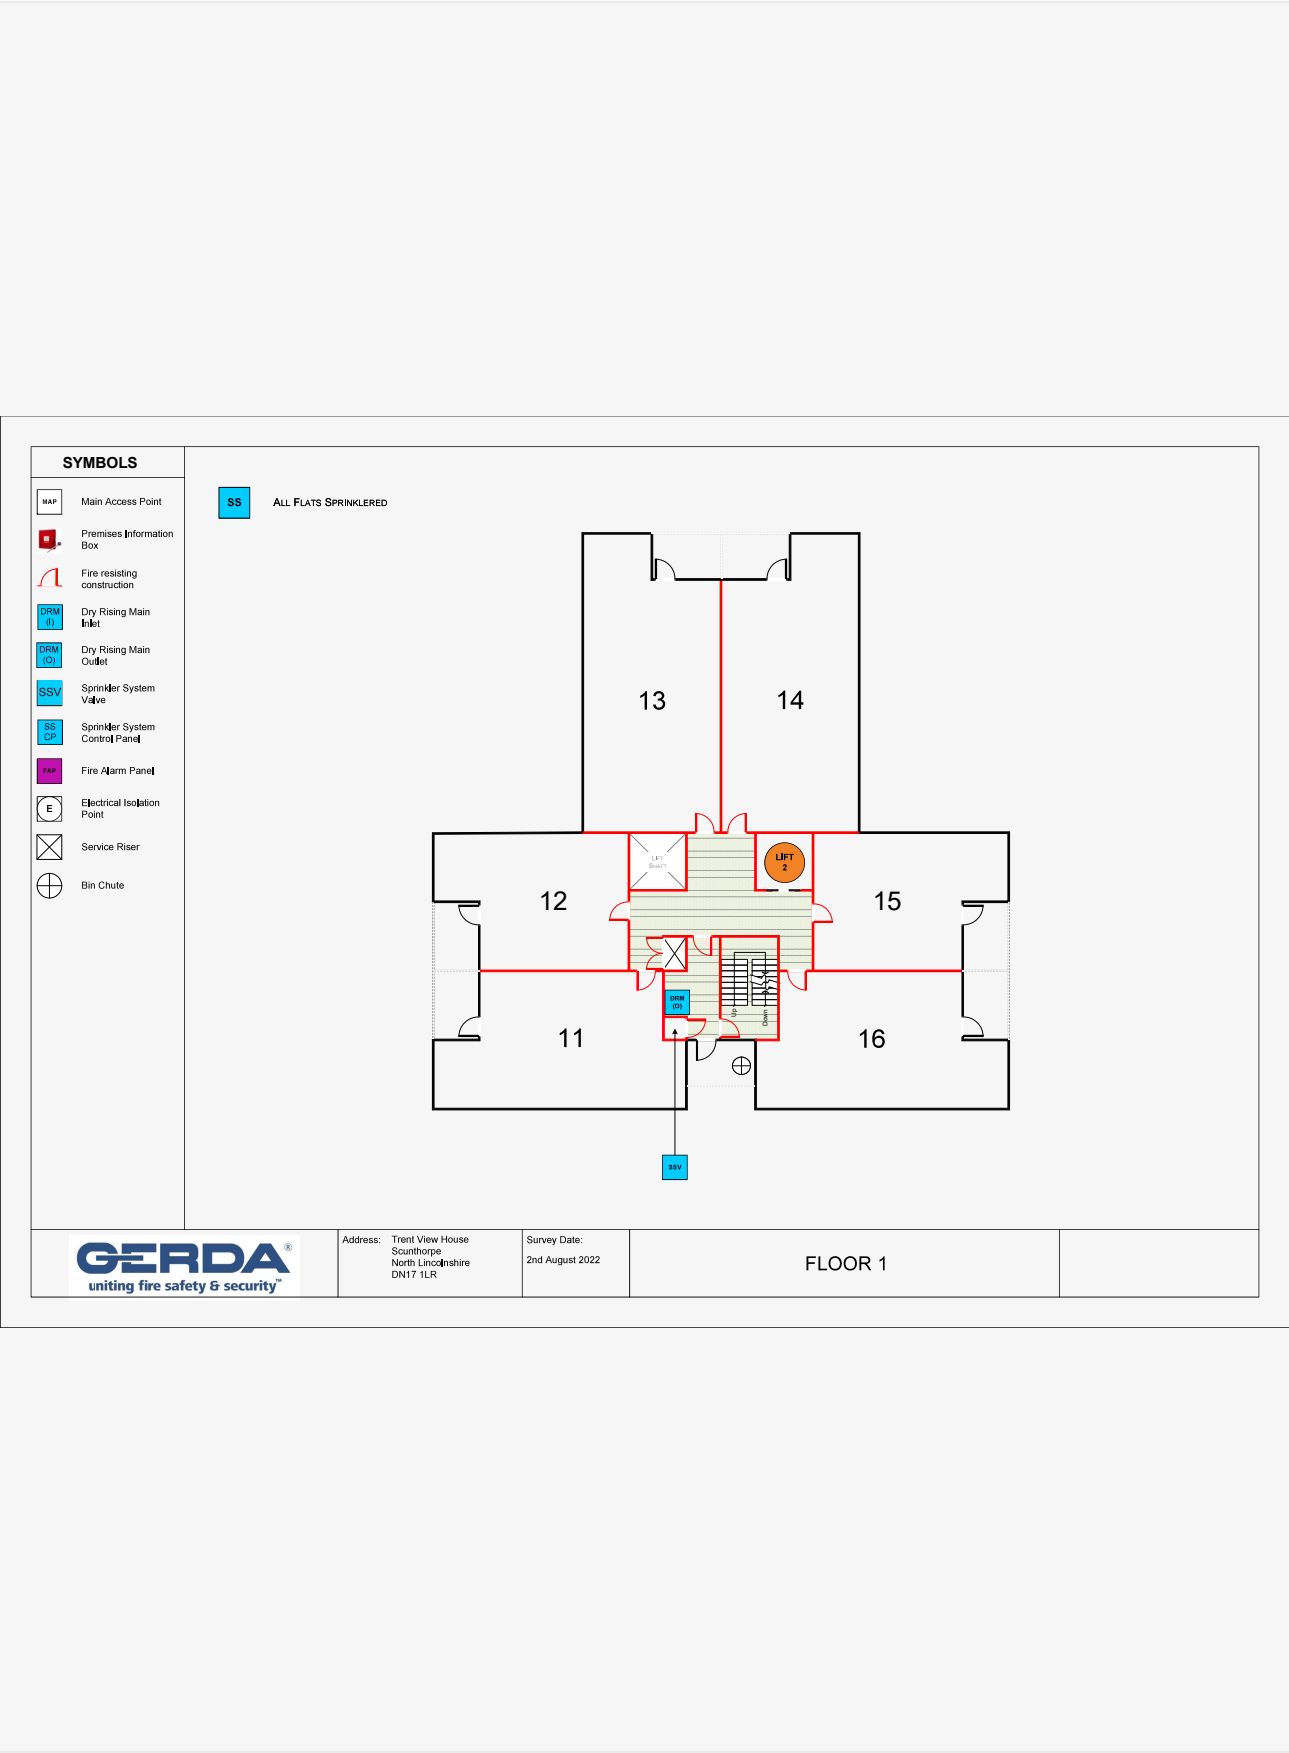 SYMBOLS
MAP
Main Access Point
Premises Information
Box
Fire resisting
construction
DRM
(I)
Dry Rising Main
Inlet
DRM
(O)
Dry Rising Main
Outlet
SSV
Sprinkler System
Valve
SS
CP
Sprinkler System
Control Panel
FAP
Fire Alarm Panel
E
Electrical Isolation
Point
Service Riser
Bin Chute
SS
ALL FLATS SPRINKLERED
13
14
LIFT
SHAFT
LIFT
2
12
15
DRM
(O)
Up
Down
11
16
SSV
GERDA®
uniting fire safety & security™
Address: Trent View House
Scunthorpe
North Lincolnshire
DN17 1LR
Survey Date:
2nd August 2022
FLOOR 1